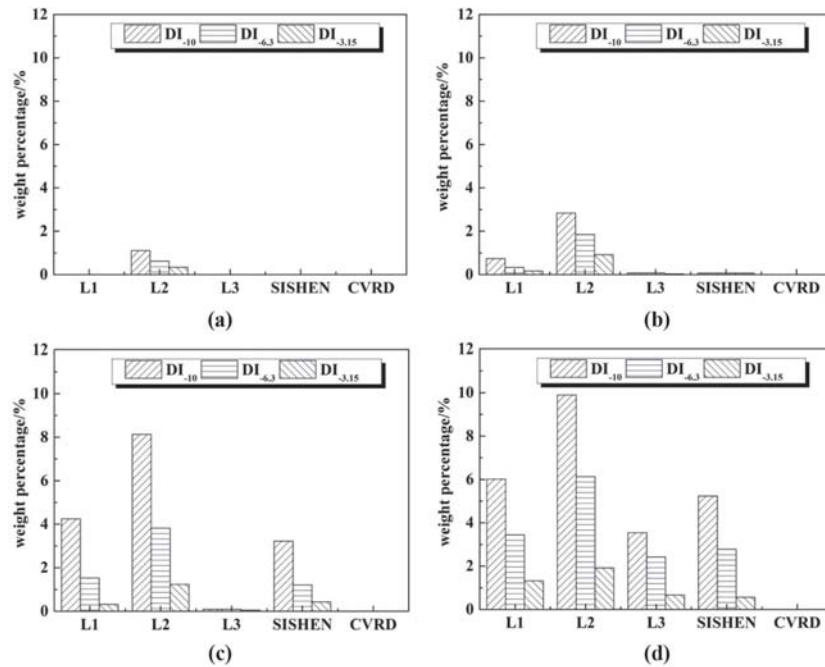 12
10
8
6
4
2
0
weight percentage/%
DI-10 DI-6.3 DI-3.15
L1 L2 L3 SISHEN CVRD
(a)
12
10
8
6
4
2
0
weight percentage/%
DI-10 DI-6.3 DI-3.15
L1 L2 L3 SISHEN CVRD
(b)
12
10
8
6
4
2
0
weight percentage/%
DI-10 DI-6.3 DI-3.15
L1 L2 L3 SISHEN CVRD
(c)
12
10
8
6
4
2
0
weight percentage/%
DI-10 DI-6.3 DI-3.15
L1 L2 L3 SISHEN CVRD
(d)